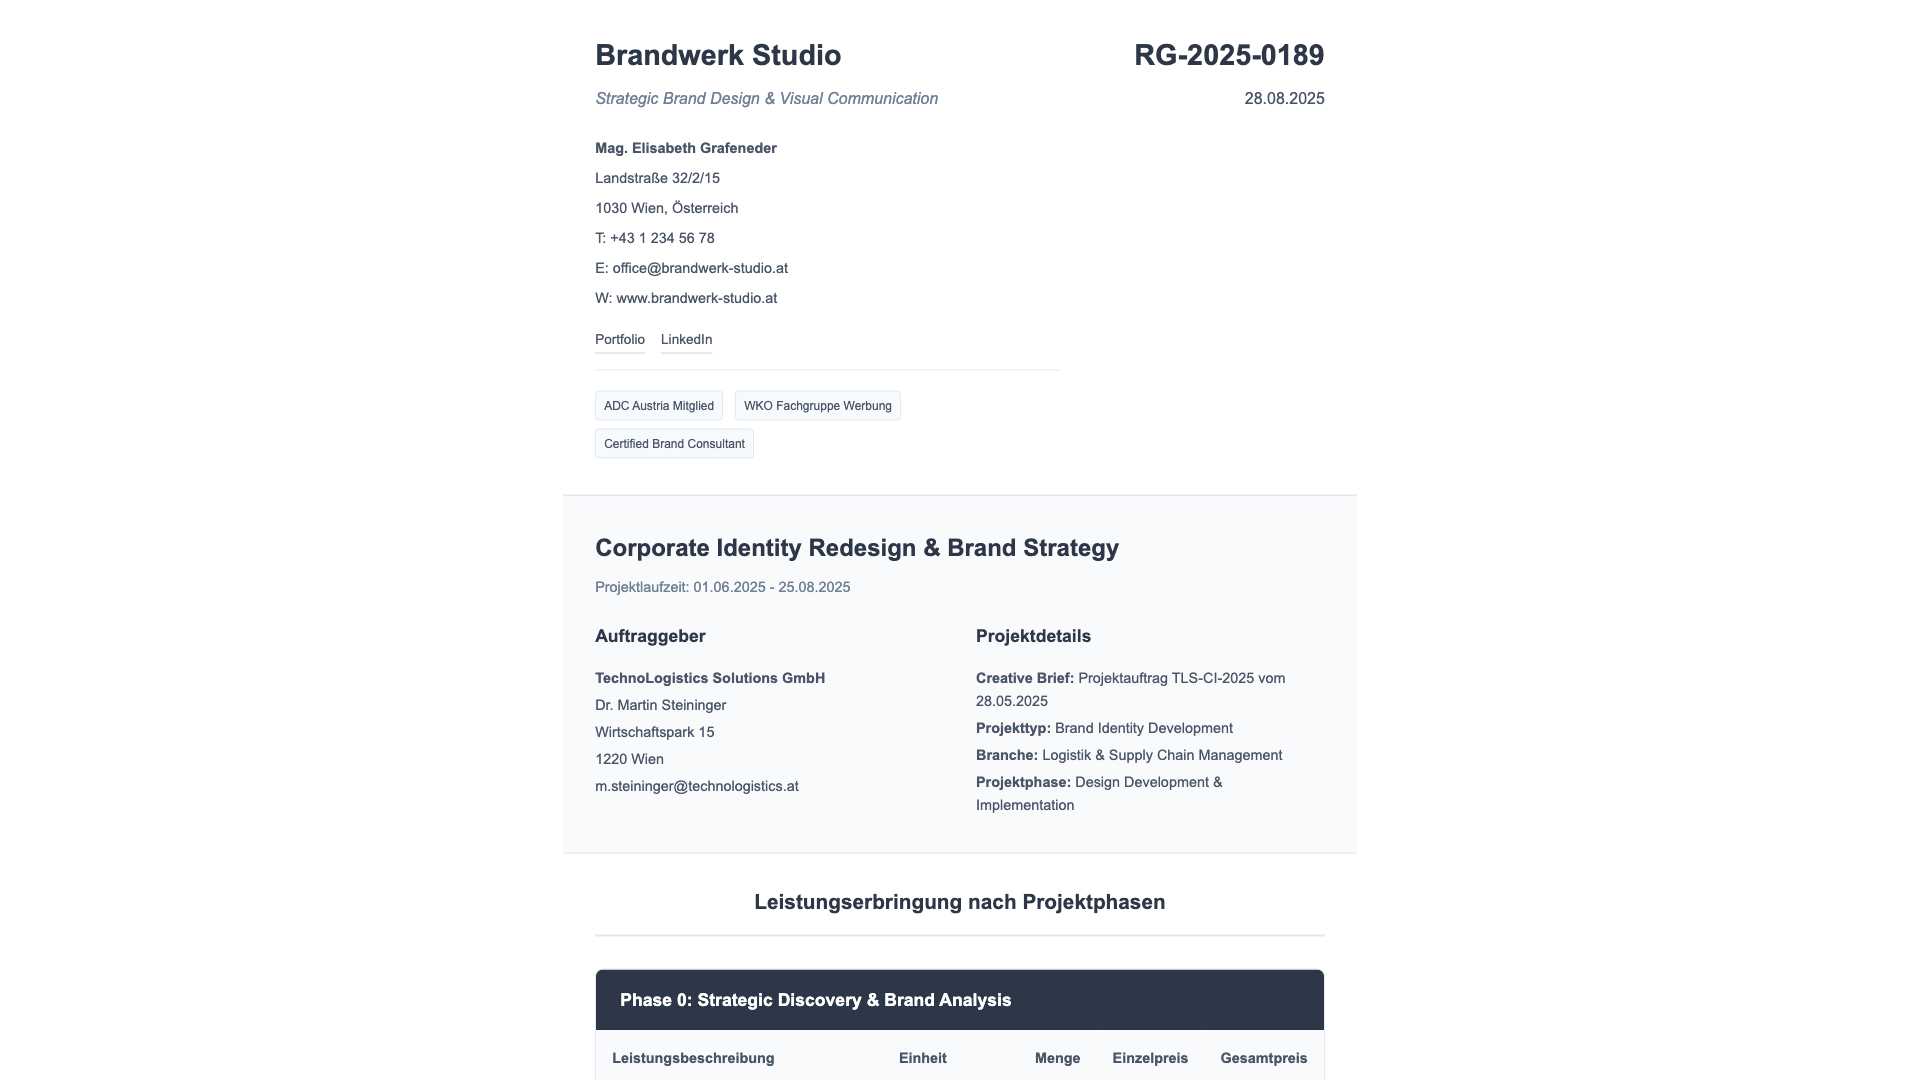 Brandwerk Studio
RG-2025-0189
Strategic Brand Design & Visual Communication
28.08.2025
Mag. Elisabeth Grafeneder
Landstraße 32/2/15
1030 Wien, Österreich
T: +43 1 234 56 78
E: office@brandwerk-studio.at
W: www.brandwerk-studio.at
Portfolio LinkedIn
ADC Austria Mitglied WKO Fachgruppe Werbung
Certified Brand Consultant
Corporate Identity Redesign & Brand Strategy
Projektlaufzeit: 01.06.2025 - 25.08.2025
Auftraggeber
TechnoLogistics Solutions GmbH
Dr. Martin Steininger
Wirtschaftspark 15
1220 Wien
m.steininger@technologistics.at
Projektdetails
Creative Brief: Projektauftrag TLS-CI-2025 vom
28.05.2025
Projekttyp: Brand Identity Development
Branche: Logistik & Supply Chain Management
Projektphase: Design Development &
Implementation
Leistungserbringung nach Projektphasen
Phase 0: Strategic Discovery & Brand Analysis
Leistungsbeschreibung Einheit Menge Einzelpreis Gesamtpreis